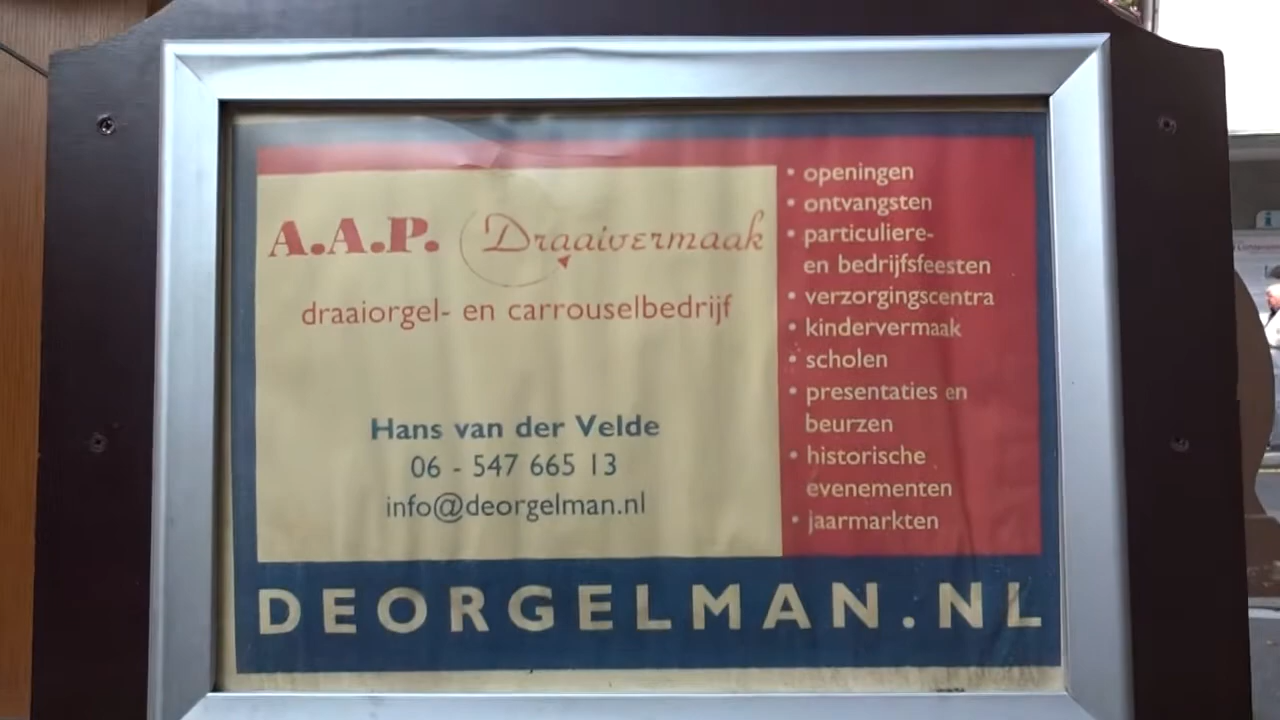 A.A.P. Draaivermaak
draaiorgel- en carrouselbedrijf
Hans van der Velde
06 - 547 665 13
info@deorgelman.nl
• openingen
• ontvangsten
• particuliere-
en bedrijfsfeesten
• verzorgingscentra
• kindervermaak
• scholen
• presentaties en
beurzen
• historische
evenementen
• jaarmarkten
DEORGELMAN.NL